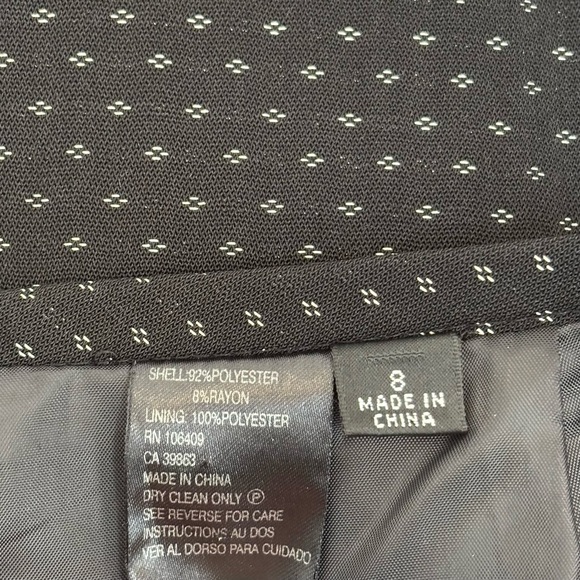 SHELL:92%POLYESTER
8%RAYON
LINING: 100%POLYESTER
RN 106409
CA 39863
MADE IN CHINA
DRY CLEAN ONLY Ⓟ
SEE REVERSE FOR CARE
INSTRUCTIONS AU DOS
VER AL DORSO PARA CUIDADO
8
MADE IN
CHINA